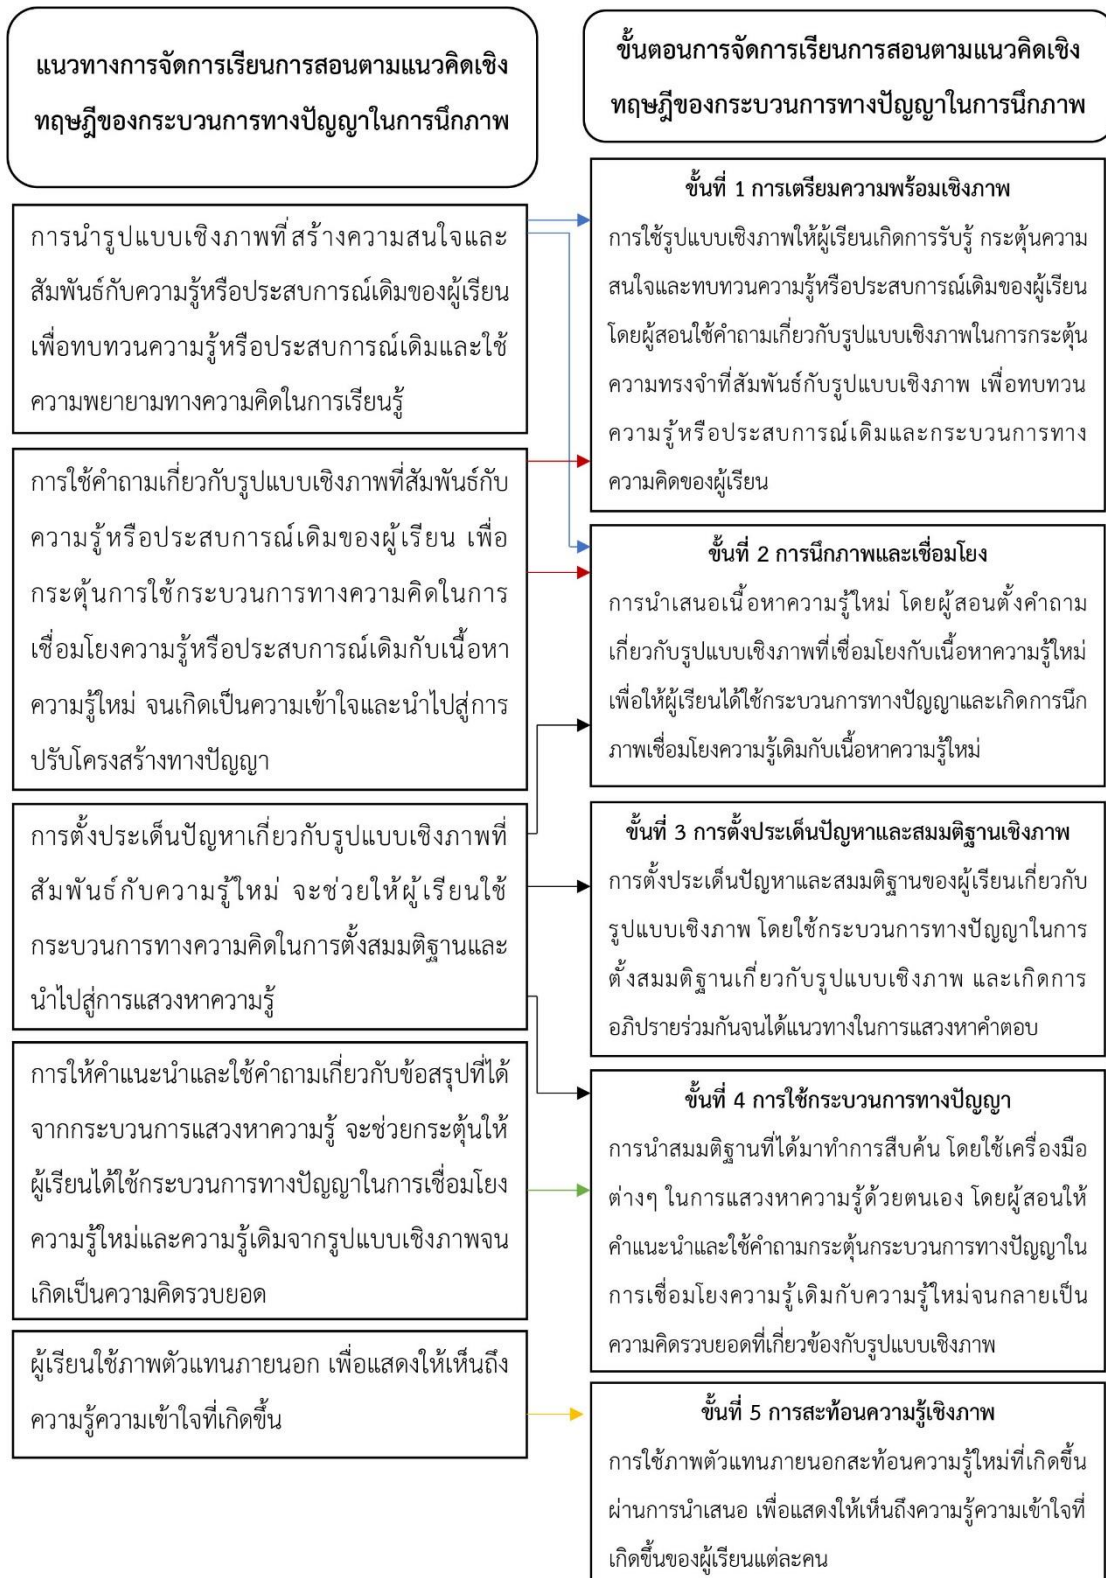 แนวทางการจัดการเรียนการสอนตามแนวคิดเชิง
ทฤษฎีของกระบวนการทางปัญญาในการนึกภาพ
การนำรูปแบบเชิงภาพที่สร้างความสนใจและ
สัมพันธ์กับความรู้หรือประสบการณ์เดิมของผู้เรียน
เพื่อทบทวนความรู้หรือประสบการณ์เดิมและใช้
ความพยายามทางความคิดในการเรียนรู้
การใช้คำถามเกี่ยวกับรูปแบบเชิงภาพที่สัมพันธ์กับ
ความรู้หรือประสบการณ์เดิมของผู้เรียน เพื่อ
กระตุ้นการใช้กระบวนการทางความคิดในการ
เชื่อมโยงความรู้หรือประสบการณ์เดิมกับเนื้อหา
ความรู้ใหม่ จนเกิดเป็นความเข้าใจและนำไปสู่การ
ปรับโครงสร้างทางปัญญา
การตั้งประเด็นปัญหาเกี่ยวกับรูปแบบเชิงภาพที่
สัมพันธ์กับความรู้ใหม่ จะช่วยให้ผู้เรียนใช้
กระบวนการทางความคิดในการตั้งสมมติฐานและ
นำไปสู่การแสวงหาความรู้
การให้คำแนะนำและใช้คำถามเกี่ยวกับข้อสรุปที่ได้
จากกระบวนการแสวงหาความรู้ จะช่วยกระตุ้นให้
ผู้เรียนได้ใช้กระบวนการทางปัญญาในการเชื่อมโยง
ความรู้ใหม่และความรู้เดิมจากรูปแบบเชิงภาพจน
เกิดเป็นความคิดรวบยอด
ผู้เรียนใช้ภาพตัวแทนภายนอก เพื่อแสดงให้เห็นถึง
ความรู้ความเข้าใจที่เกิดขึ้น
ขั้นตอนการจัดการเรียนการสอนตามแนวคิดเชิง
ทฤษฎีของกระบวนการทางปัญญาในการนึกภาพ
ขั้นที่ 1 การเตรียมความพร้อมเชิงภาพ
การใช้รูปแบบเชิงภาพให้ผู้เรียนเกิดการรับรู้ กระตุ้นความ
สนใจและทบทวนความรู้หรือประสบการณ์เดิมของผู้เรียน
โดยผู้สอนใช้คำถามเกี่ยวกับรูปแบบเชิงภาพในการกระตุ้น
ความทรงจำที่สัมพันธ์กับรูปแบบเชิงภาพ เพื่อทบทวน
ความรู้หรือประสบการณ์เดิมและกระบวนการทาง
ความคิดของผู้เรียน
ขั้นที่ 2 การนึกภาพและเชื่อมโยง
การนำเสนอเนื้อหาความรู้ใหม่ โดยผู้สอนตั้งคำถาม
เกี่ยวกับรูปแบบเชิงภาพที่เชื่อมโยงกับเนื้อหาความรู้ใหม่
เพื่อให้ผู้เรียนได้ใช้กระบวนการทางปัญญาและเกิดการนึก
ภาพเชื่อมโยงความรู้เดิมกับเนื้อหาความรู้ใหม่
ขั้นที่ 3 การตั้งประเด็นปัญหาและสมมติฐานเชิงภาพ
การตั้งประเด็นปัญหาและสมมติฐานของผู้เรียนเกี่ยวกับ
รูปแบบเชิงภาพ โดยใช้กระบวนการทางปัญญาในการ
ตั้งสมมติฐานเกี่ยวกับรูปแบบเชิงภาพ และเกิดการ
อภิปรายร่วมกันจนได้แนวทางในการแสวงหาคำตอบ
ขั้นที่ 4 การใช้กระบวนการทางปัญญา
การนำสมมติฐานที่ได้มาทำการสืบค้น โดยใช้เครื่องมือ
ต่างๆ ในการแสวงหาความรู้ด้วยตนเอง โดยผู้สอนให้
คำแนะนำและใช้คำถามกระตุ้นกระบวนการทางปัญญาใน
การเชื่อมโยงความรู้เดิมกับความรู้ใหม่จนกลายเป็น
ความคิดรวบยอดที่เกี่ยวข้องกับรูปแบบเชิงภาพ
ขั้นที่ 5 การสะท้อนความรู้เชิงภาพ
การใช้ภาพตัวแทนภายนอกสะท้อนความรู้ใหม่ที่เกิดขึ้น
ผ่านการนำเสนอ เพื่อแสดงให้เห็นถึงความรู้ความเข้าใจที่
เกิดขึ้นของผู้เรียนแต่ละคน